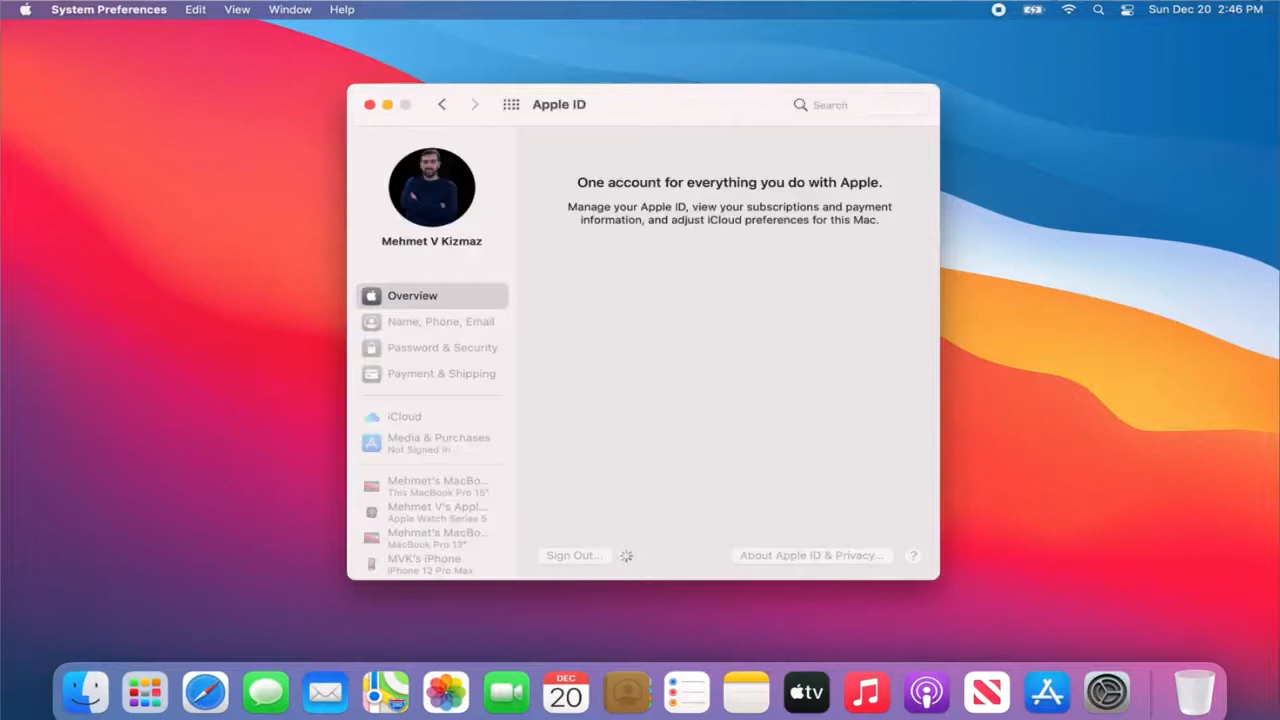 System Preferences Edit View Window Help Sun Dec 20 2:46 PM
Apple ID
Search
Mehmet V Kizmaz
Overview
Name, Phone, Email
Password & Security
Payment & Shipping
iCloud
Media & Purchases
Not Signed In
Mehmet's MacBo...
This MacBook Pro 15"
Mehmet V's Appl...
Apple Watch Series 5
Mehmet's MacBo...
MacBook Pro 13"
MVK's iPhone
iPhone 12 Pro Max
One account for everything you do with Apple.
Manage your Apple ID, view your subscriptions and payment
information, and adjust iCloud preferences for this Mac.
Sign Out...
About Apple ID & Privacy...
?
DEC
20
tv